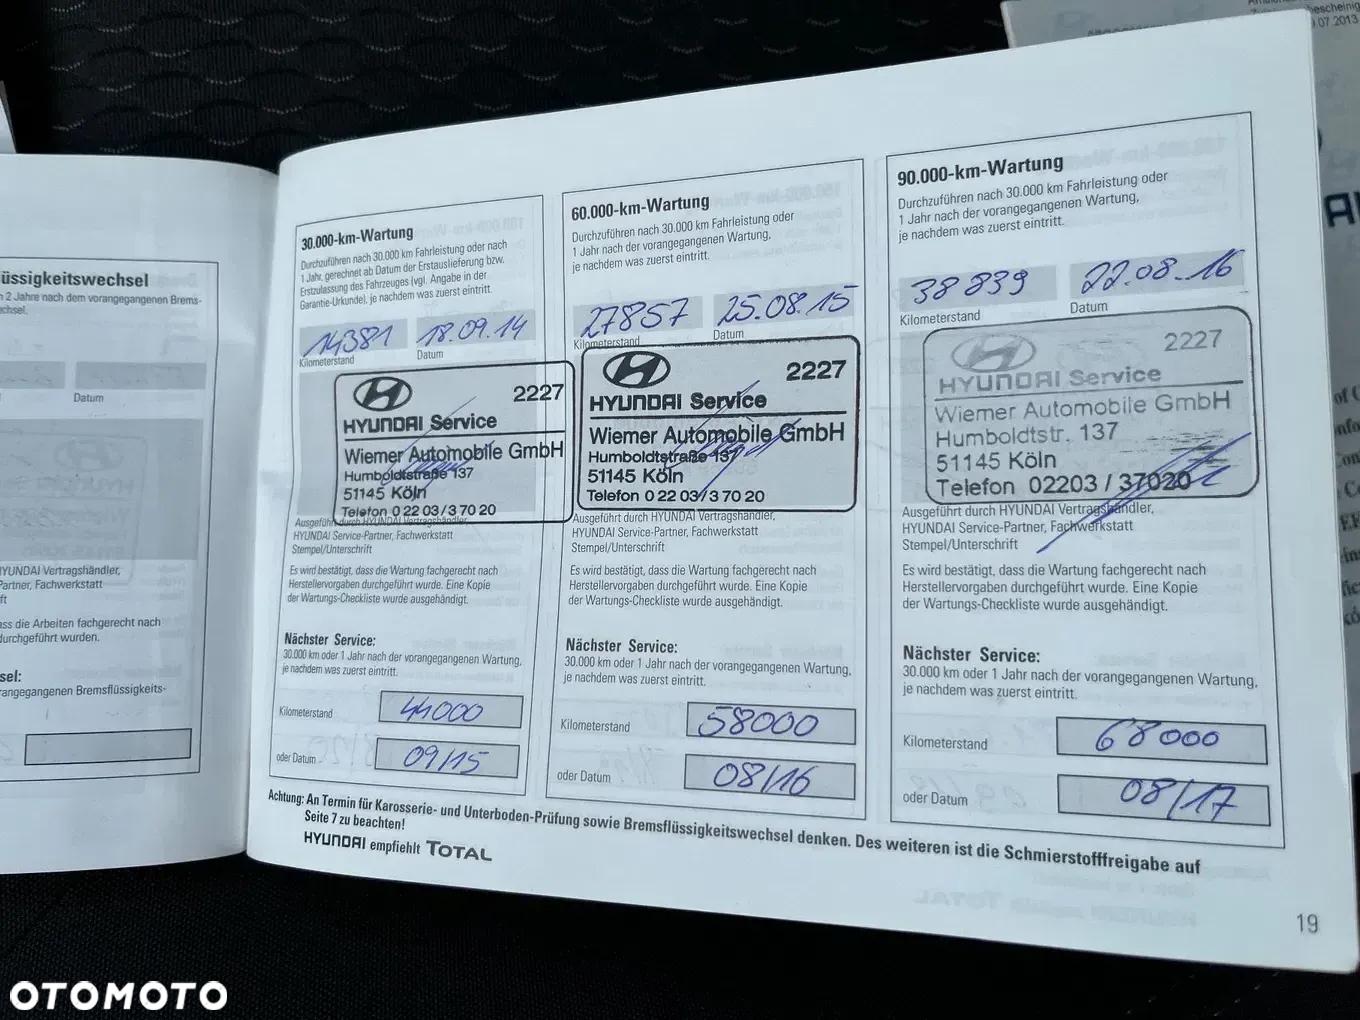 üssigkeitswechsel
n 2 Jahre nach dem vorangegangenen Brems-
echsel.
Datum
YUNDAI Vertragshändler,
Partner, Fachwerkstatt
ft
ass die Arbeiten fachgerecht nach
durchgeführt wurden.
sel:
rangegangenen Bremsflüssigkeits-
30.000-km-Wartung
Durchzuführen nach 30.000 km Fahrleistung oder nach
1 Jahr, gerechnet ab Datum der Erstauslieferung bzw.
Erstzulassung des Fahrzeuges (vgl. Angabe in der
Garantie-Urkunde), je nachdem was zuerst eintritt.
14381 18.09.14
Kilometerstand Datum
2227
HYUNDAI Service
Wiemer Automobile GmbH
Humboldtstraße 137
51145 Köln
Telefon 0 22 03/3 70 20
Ausgeführt durch HYUNDAI Vertragshändler,
HYUNDAI Service-Partner, Fachwerkstatt
Stempel/Unterschrift
Es wird bestätigt, dass die Wartung fachgerecht nach
Herstellervorgaben durchgeführt wurde. Eine Kopie
der Wartungs-Checkliste wurde ausgehändigt.
Nächster Service:
30.000 km oder 1 Jahr nach der vorangegangenen Wartung,
je nachdem was zuerst eintritt.
Kilometerstand 44000
oder Datum 09/15
60.000-km-Wartung
Durchzuführen nach 30.000 km Fahrleistung oder
1 Jahr nach der vorangegangenen Wartung,
je nachdem was zuerst eintritt.
27857 25.08.15
Kilometerstand Datum
2227
HYUNDAI Service
Wiemer Automobile GmbH
Humboldtstraße 137
51145 Köln
Telefon 0 22 03/3 70 20
Ausgeführt durch HYUNDAI Vertragshändler,
HYUNDAI Service-Partner, Fachwerkstatt
Stempel/Unterschrift
Es wird bestätigt, dass die Wartung fachgerecht nach
Herstellervorgaben durchgeführt wurde. Eine Kopie
der Wartungs-Checkliste wurde ausgehändigt.
Nächster Service:
30.000 km oder 1 Jahr nach der vorangegangenen Wartung,
je nachdem was zuerst eintritt.
Kilometerstand 58000
oder Datum 08/16
90.000-km-Wartung
Durchzuführen nach 30.000 km Fahrleistung oder
1 Jahr nach der vorangegangenen Wartung,
je nachdem was zuerst eintritt.
38839 22.08.16
Kilometerstand Datum
2227
HYUNDAI Service
Wiemer Automobile GmbH
Humboldtstr. 137
51145 Köln
Telefon 02203 / 37020
Ausgeführt durch HYUNDAI Vertragshändler,
HYUNDAI Service-Partner, Fachwerkstatt
Stempel/Unterschrift
Es wird bestätigt, dass die Wartung fachgerecht nach
Herstellervorgaben durchgeführt wurde. Eine Kopie
der Wartungs-Checkliste wurde ausgehändigt.
Nächster Service:
30.000 km oder 1 Jahr nach der vorangegangenen Wartung,
je nachdem was zuerst eintritt.
Kilometerstand 68000
oder Datum 08/17
Achtung: An Termin für Karosserie- und Unterboden-Prüfung sowie Bremsflüssigkeitswechsel denken. Des weiteren ist die Schmierstofffreigabe auf
Seite 7 zu beachten!
HYUNDAI empfiehlt TOTAL
19
.07.2013
OTOMOTO